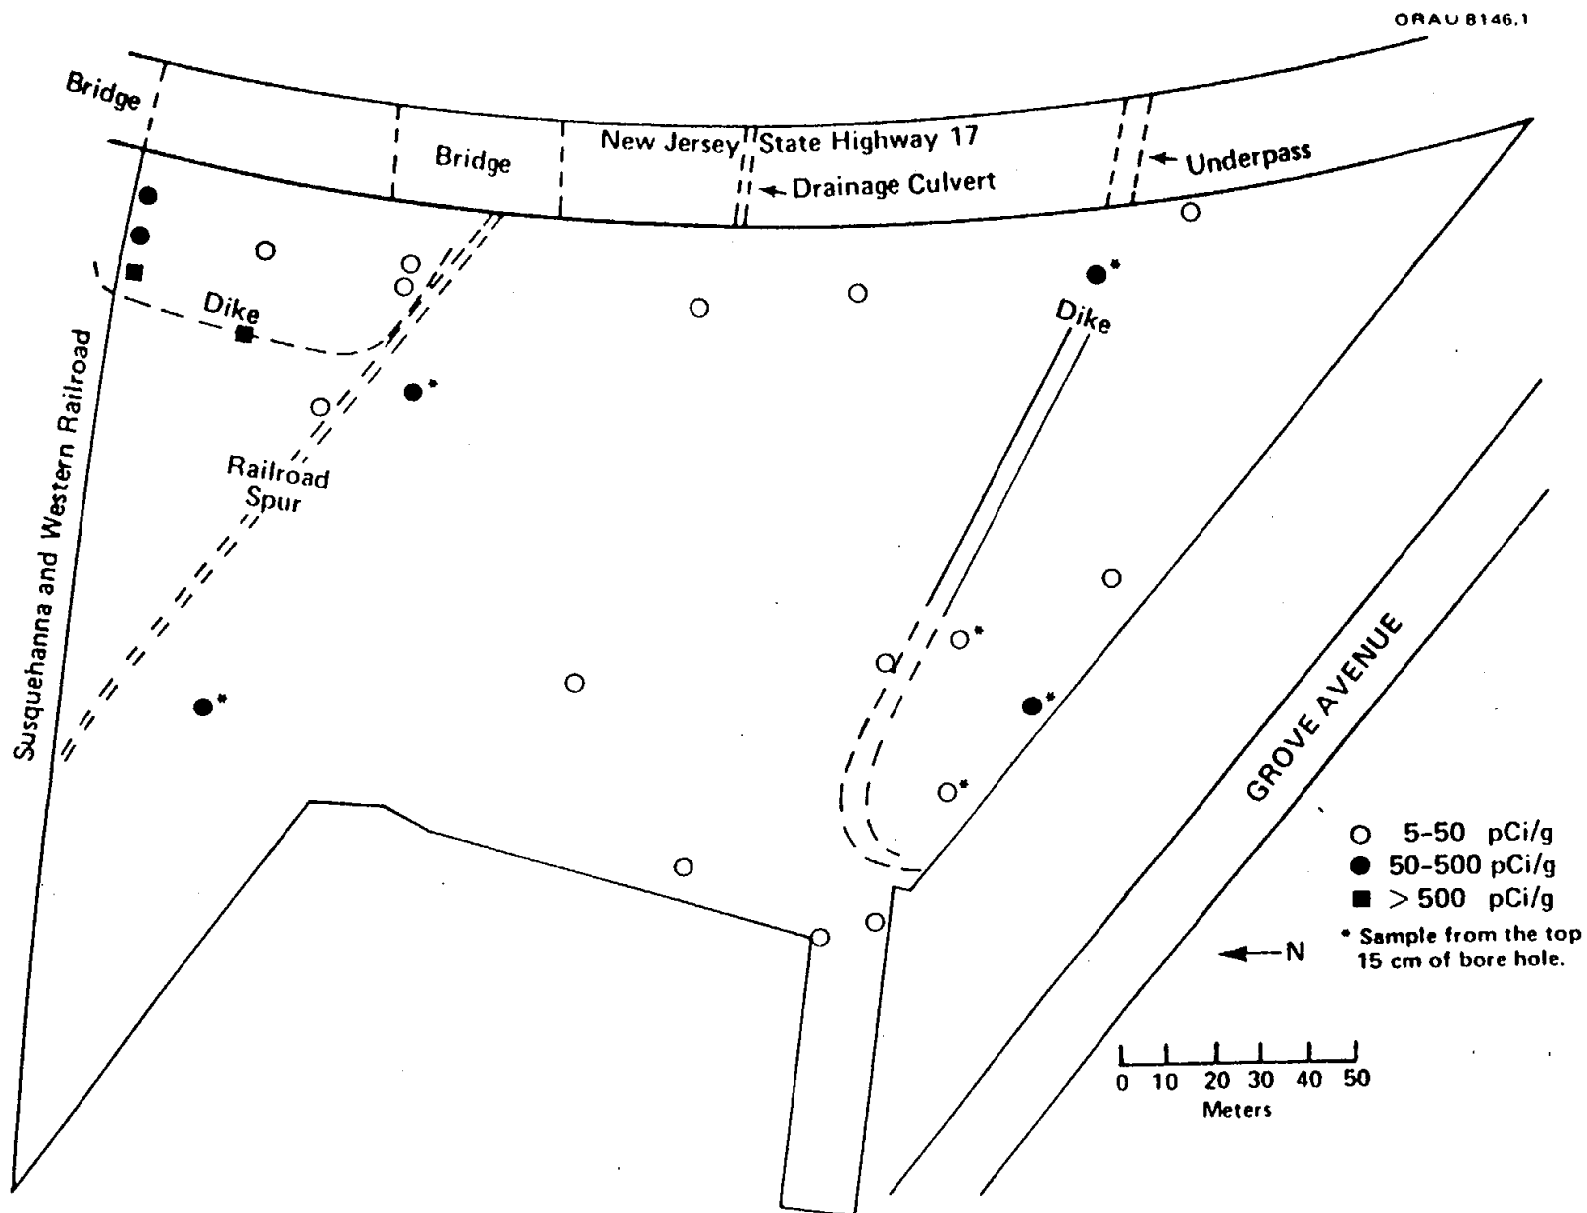 ORAU 8146.1
Bridge
Bridge
New Jersey State Highway 17
Drainage Culvert
Underpass
Dike
Dike
*
*
Railroad
Spur
Susquehanna and Western Railroad
*
*
*
*
GROVE AVENUE
5-50 pCi/g
50-500 pCi/g
> 500 pCi/g
* Sample from the top
15 cm of bore hole.
N
0 10 20 30 40 50
Meters